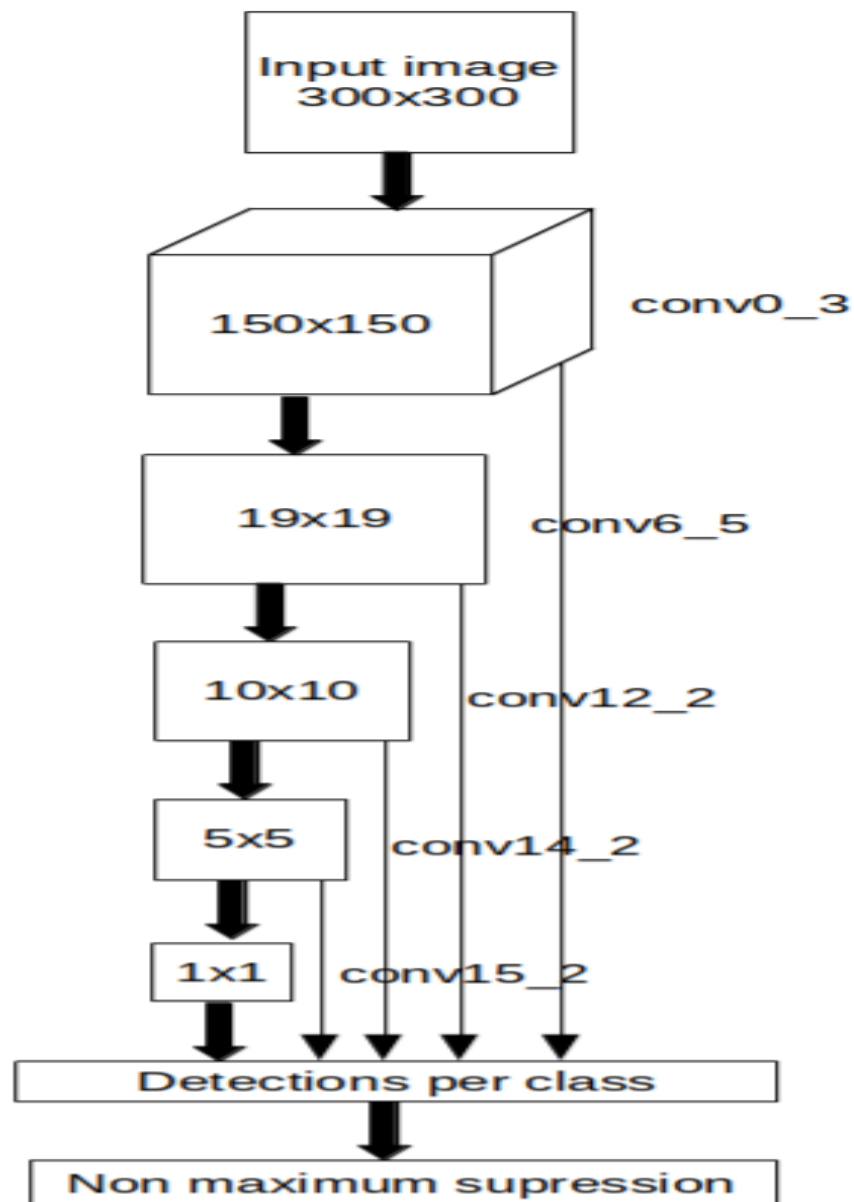 Input image
300x300
150x150
conv0_3
19x19
conv6_5
10x10
conv12_2
5x5
conv14_2
1x1
conv15_2
Detections per class
Non maximum supression